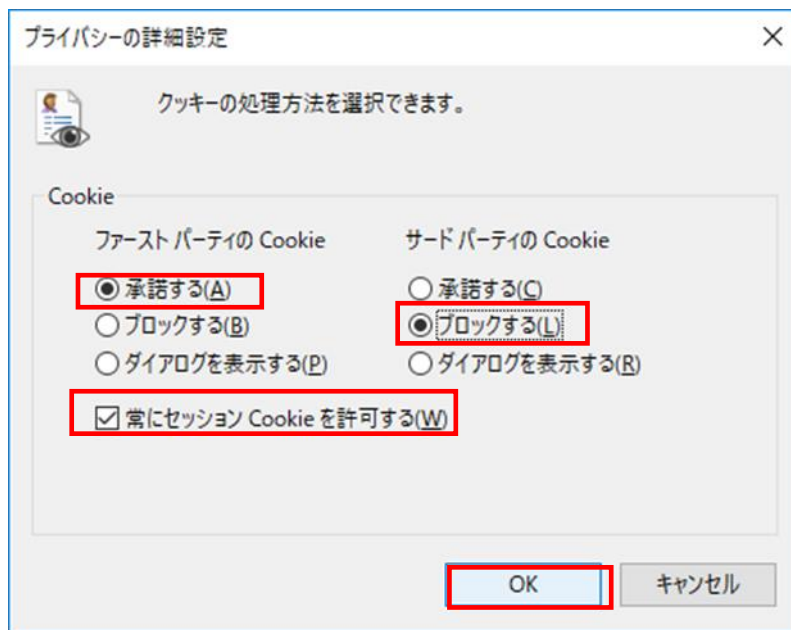 プライバシーの詳細設定
クッキーの処理方法を選択できます。
Cookie
ファースト パーティの Cookie
サード パーティの Cookie
承諾する(A)
承諾する(C)
ブロックする(B)
ブロックする(L)
ダイアログを表示する(P)
ダイアログを表示する(R)
常にセッション Cookie を許可する(W)
OK
キャンセル